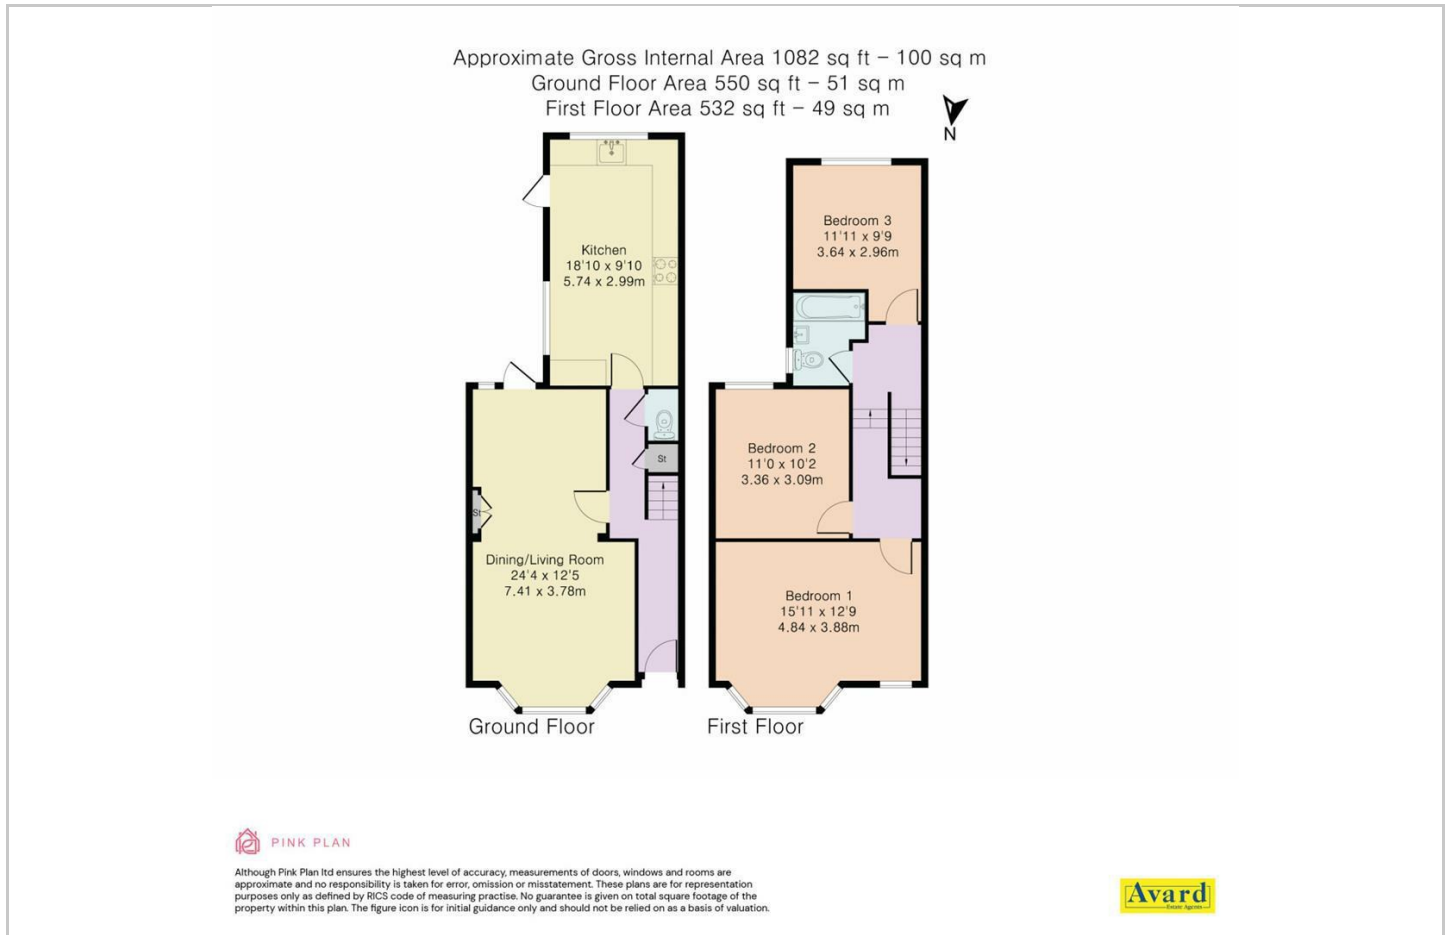 Approximate Gross Internal Area 1082 sq ft – 100 sq m
Ground Floor Area 550 sq ft – 51 sq m
First Floor Area 532 sq ft – 49 sq m
N
Kitchen
18'10 x 9'10
5.74 x 2.99m
St
St
Dining/Living Room
24'4 x 12'5
7.41 x 3.78m
Ground Floor
Bedroom 3
11'11 x 9'9
3.64 x 2.96m
Bedroom 2
11'0 x 10'2
3.36 x 3.09m
Bedroom 1
15'11 x 12'9
4.84 x 3.88m
First Floor
PINK PLAN
Although Pink Plan ltd ensures the highest level of accuracy, measurements of doors, windows and rooms are
approximate and no responsibility is taken for error, omission or misstatement. These plans are for representation
purposes only as defined by RICS code of measuring practise. No guarantee is given on total square footage of the
property within this plan. The figure icon is for initial guidance only and should not be relied on as a basis of valuation.
Avard
Estate Agents